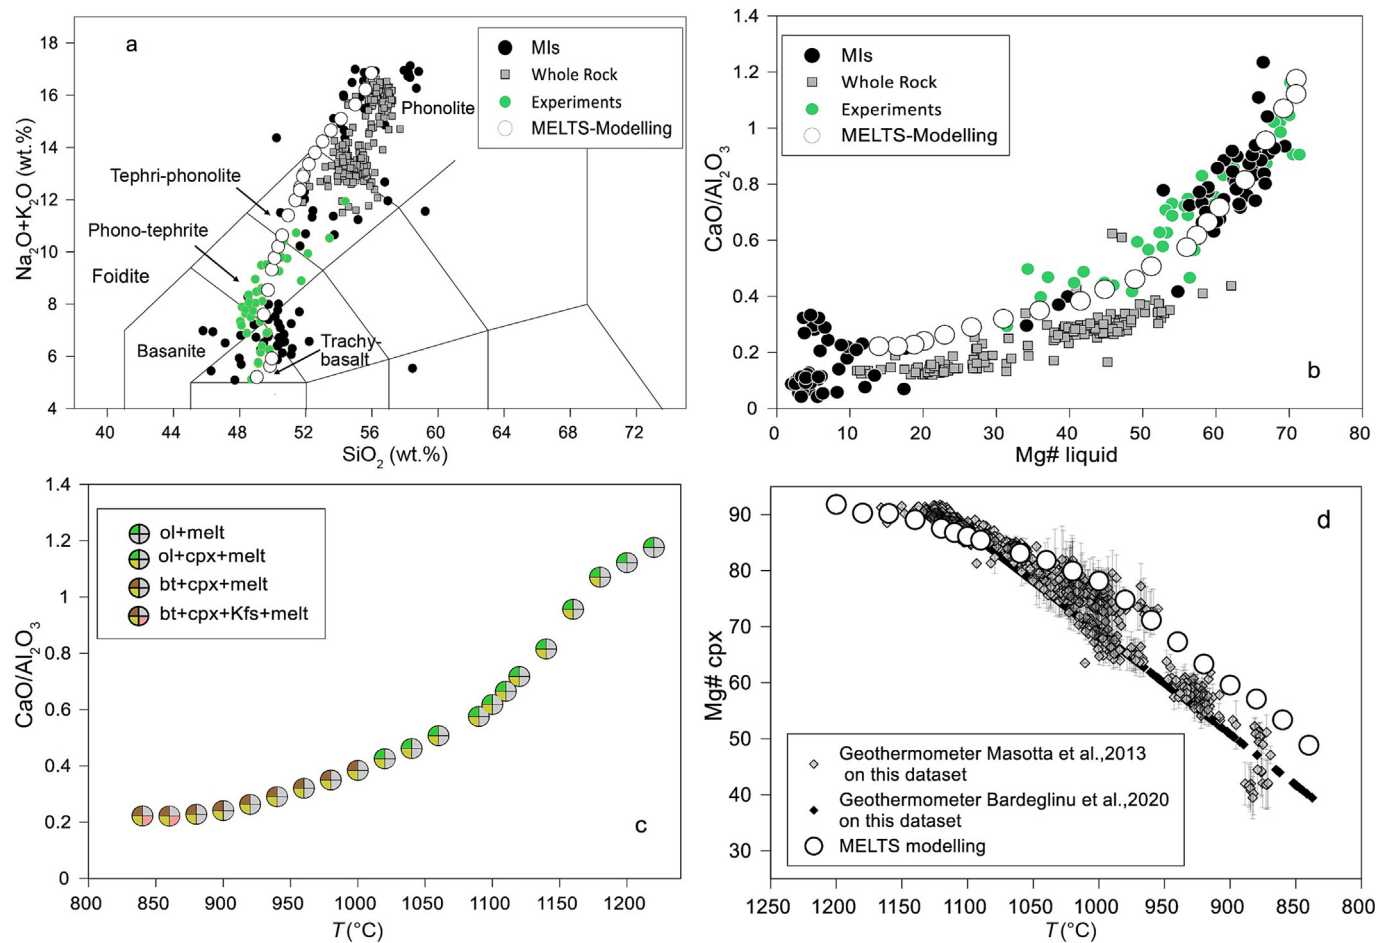 a
18
16
14
12
10
8
6
4
40
44
48
52
56
60
64
68
72
Na2O+K2O (wt.%)
SiO2 (wt.%)
MIs
Whole Rock
Experiments
MELTS-Modelling
Phonolite
Tephri-phonolite
Phono-tephrite
Foidite
Basanite
Trachy-
basalt
b
1.4
1.2
1
0.8
0.6
0.4
0.2
0
0
10
20
30
40
50
60
70
80
CaO/Al2O3
Mg# liquid
MIs
Whole Rock
Experiments
MELTS-Modelling
c
1.4
1.2
1
0.8
0.6
0.4
0.2
0
800
850
900
950
1000
1050
1100
1150
1200
CaO/Al2O3
T(°C)
ol+melt
ol+cpx+melt
bt+cpx+melt
bt+cpx+Kfs+melt
d
90
80
70
60
50
40
30
1250
1200
1150
1100
1050
1000
950
900
850
800
Mg# cpx
T(°C)
Geothermometer Masotta et al.,2013
on this dataset
Geothermometer Bardeglinu et al.,2020
on this dataset
MELTS modelling